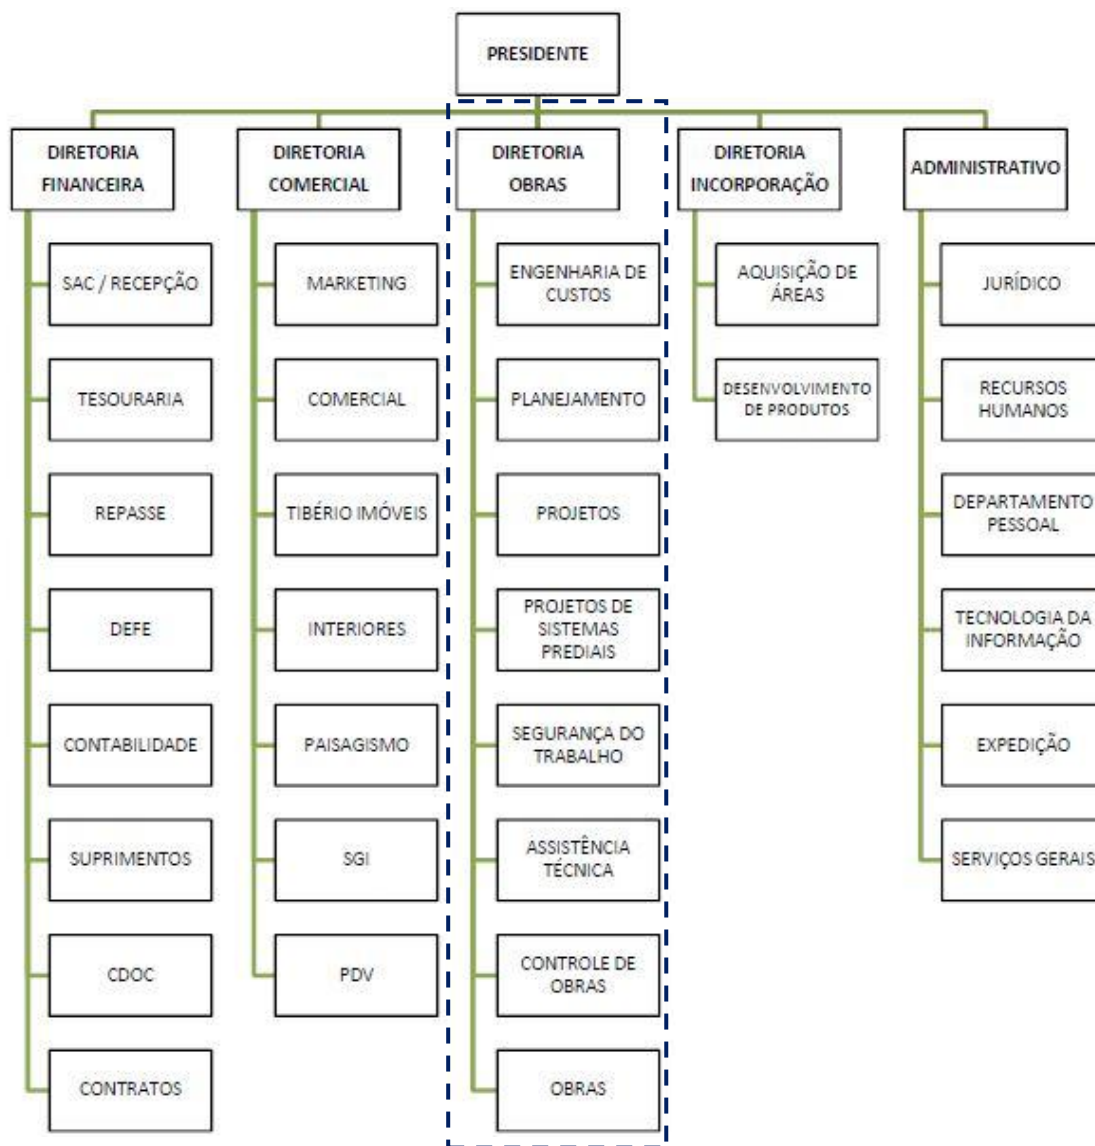 PRESIDENTE
DIRETORIA
FINANCEIRA
SAC / RECEPÇÃO
TESOURARIA
REPASSE
DEFE
CONTABILIDADE
SUPRIMENTOS
CDOC
CONTRATOS
DIRETORIA
COMERCIAL
MARKETING
COMERCIAL
TIBÉRIO IMÓVEIS
INTERIORES
PAISAGISMO
SGI
PDV
DIRETORIA
OBRAS
ENGENHARIA DE
CUSTOS
PLANEJAMENTO
PROJETOS
PROJETOS DE
SISTEMAS
PREDIAIS
SEGURANÇA DO
TRABALHO
ASSISTÊNCIA
TÉCNICA
CONTROLE DE
OBRAS
OBRAS
DIRETORIA
INCORPORAÇÃO
AQUISIÇÃO DE
ÁREAS
DESENVOLVIMENTO
DE PRODUTOS
ADMINISTRATIVO
JURÍDICO
RECURSOS
HUMANOS
DEPARTAMENTO
PESSOAL
TECNOLOGIA DA
INFORMAÇÃO
EXPEDIÇÃO
SERVIÇOS GERAIS